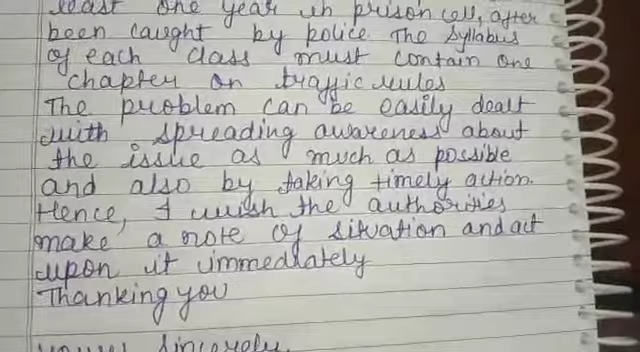 least one year in prison cell, after
been caught by police The Syllabus
of each class must contain one
chapter on traffic rules
The problem can be easily dealt
with spreading awareness about
the issue as much as possible
and also by taking timely action.
Hence, I wish the authorities
make a note of situation and act
upon it immediately
Thanking you
yours sincerely,